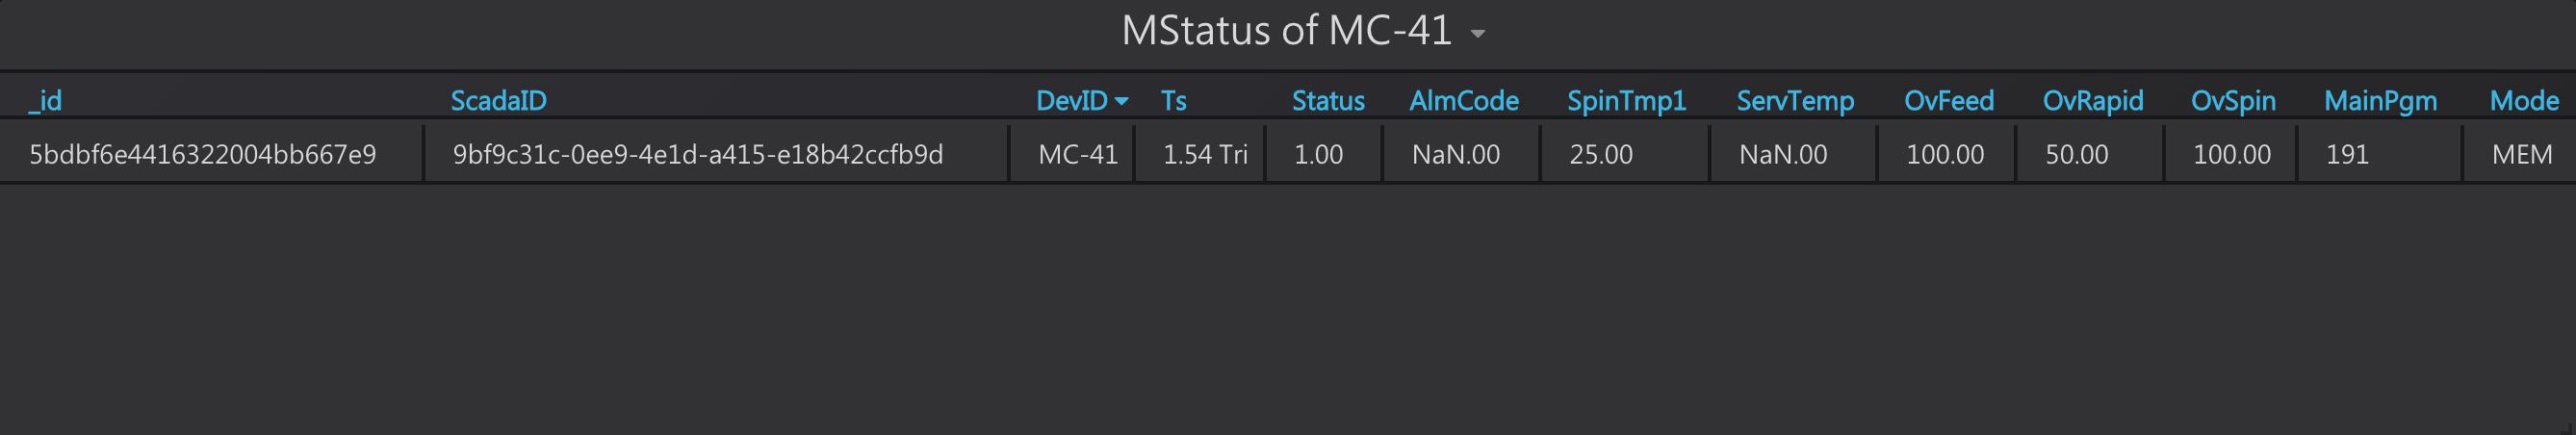 MStatus of MC-41
_id ScadaID DevID Ts Status AlmCode SpinTmp1 ServTemp OvFeed OvRapid OvSpin MainPgm Mode
5bdbf6e4416322004bb667e9 9bf9c31c-0ee9-4e1d-a415-e18b42ccfb9d MC-41 1.54 Tri 1.00 NaN.00 25.00 NaN.00 100.00 50.00 100.00 191 MEM